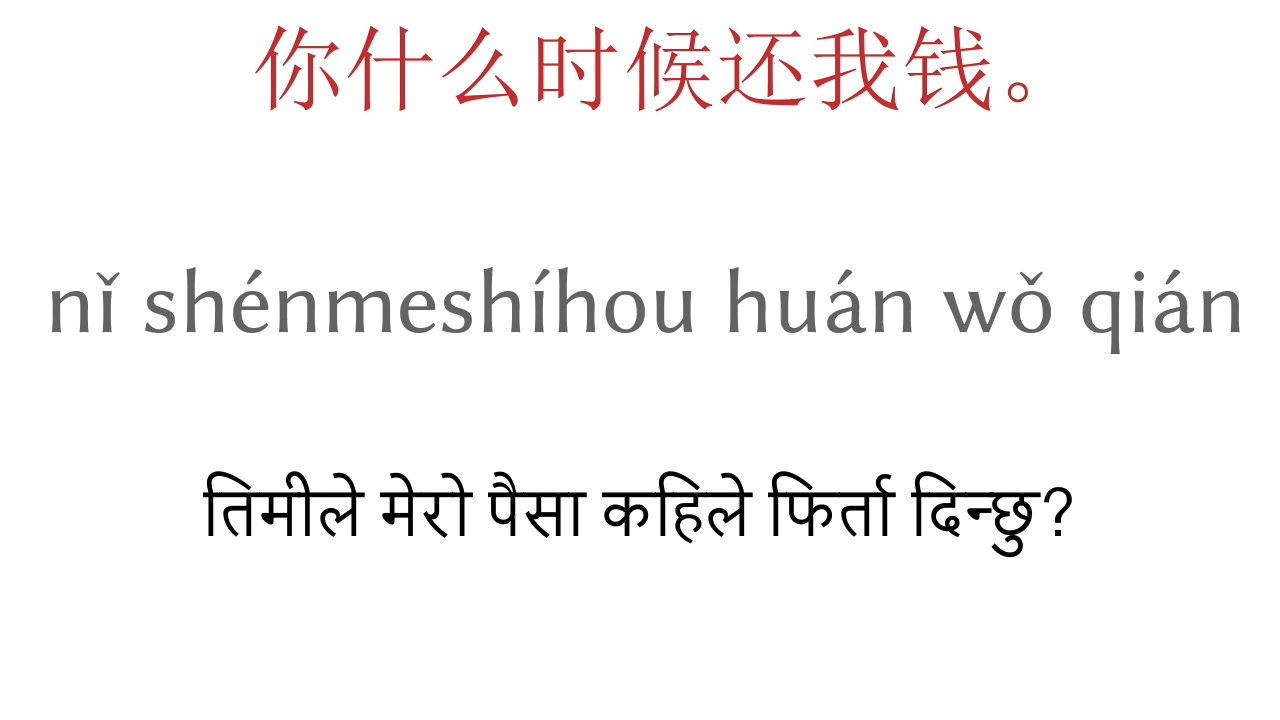 你什么时候还我钱。
nǐ shénmeshíhou huán wǒ qián
तिमीले मेरो पैसा कहिले फिर्ता दिन्छु?